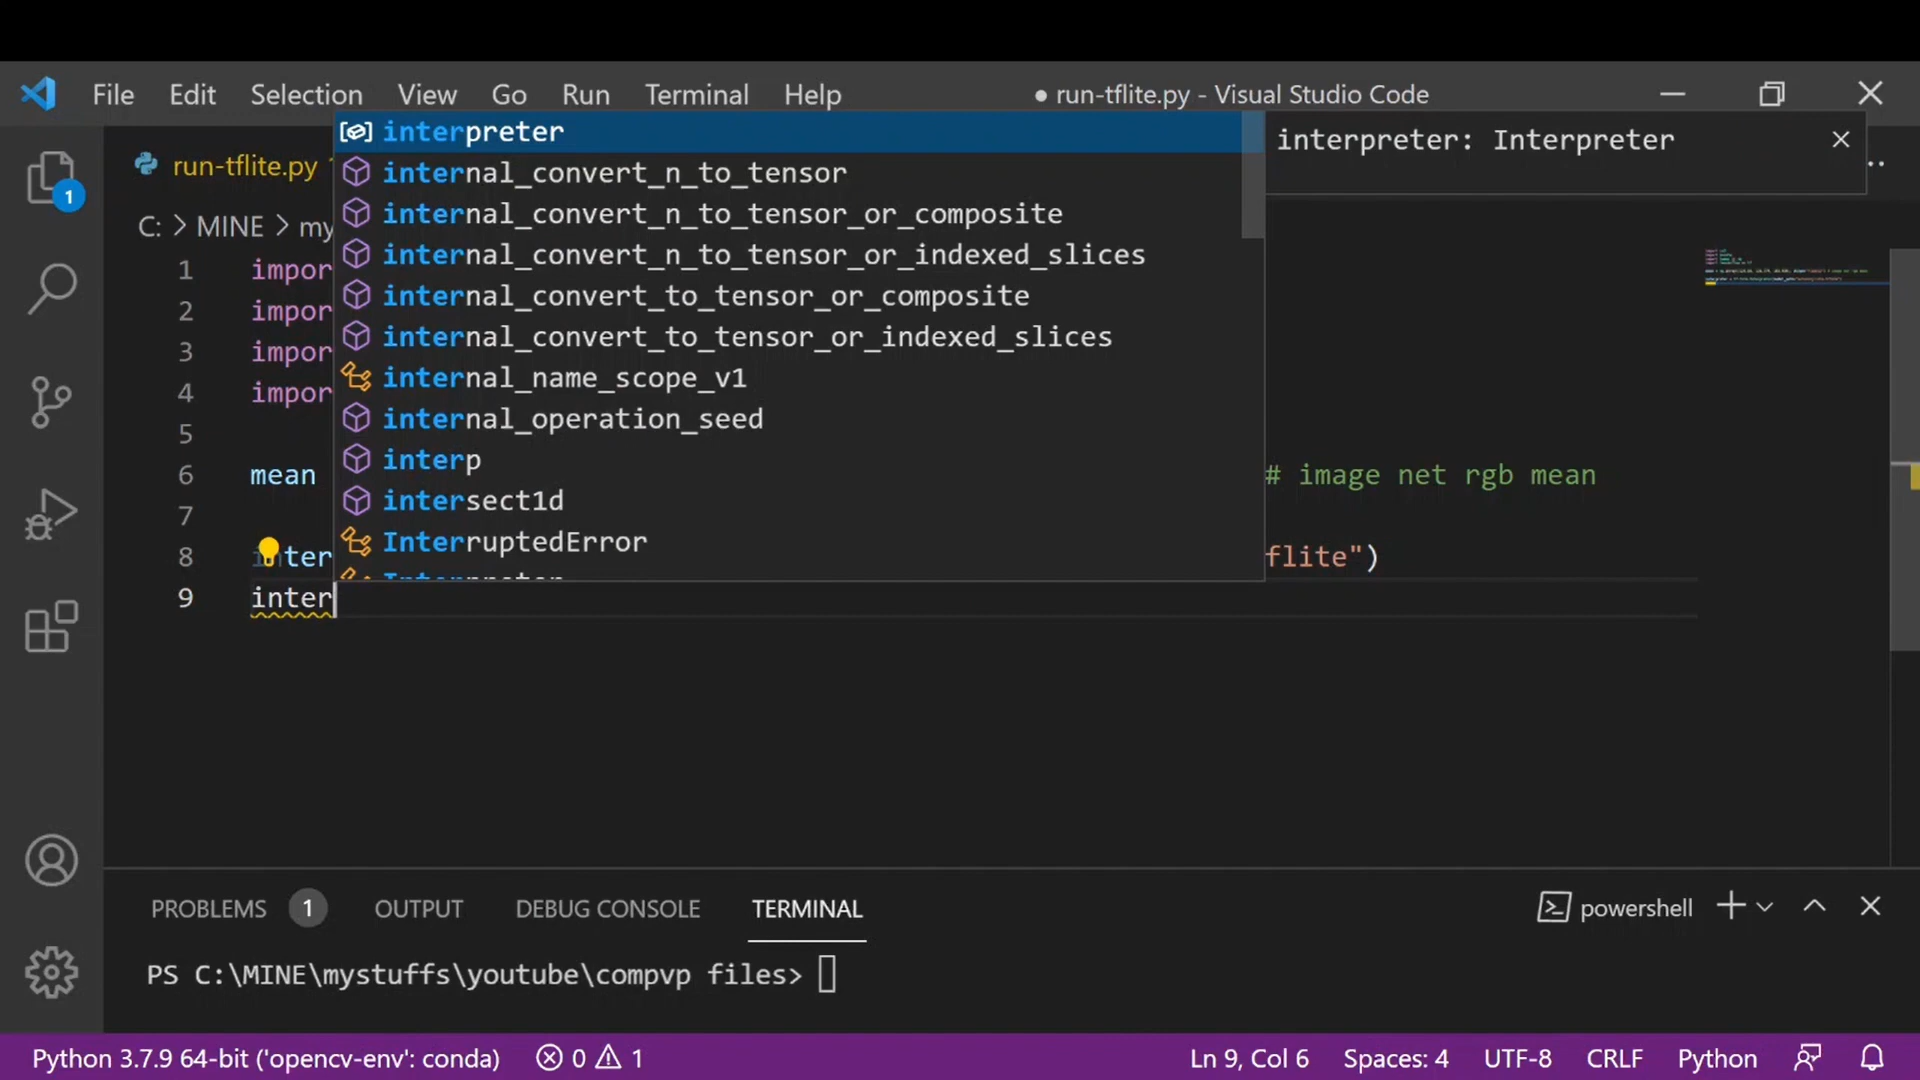 File Edit Selection View Go Run Terminal Help ● run-tflite.py - Visual Studio Code
run-tflite.py
C: > MINE > my
interpreter
interpreter: Interpreter
internal_convert_n_to_tensor
internal_convert_n_to_tensor_or_composite
internal_convert_n_to_tensor_or_indexed_slices
internal_convert_to_tensor_or_composite
internal_convert_to_tensor_or_indexed_slices
internal_name_scope_v1
internal_operation_seed
interp
intersect1d
InterruptedError
1 impor
2 impor
3 impor
4 impor
5
6 mean # image net rgb mean
7
8 inter flite")
9 inter
1
PROBLEMS 1 OUTPUT DEBUG CONSOLE TERMINAL powershell
PS C:\MINE\mystuffs\youtube\compvp files>
Python 3.7.9 64-bit ('opencv-env': conda) 0 1 Ln 9, Col 6 Spaces: 4 UTF-8 CRLF Python